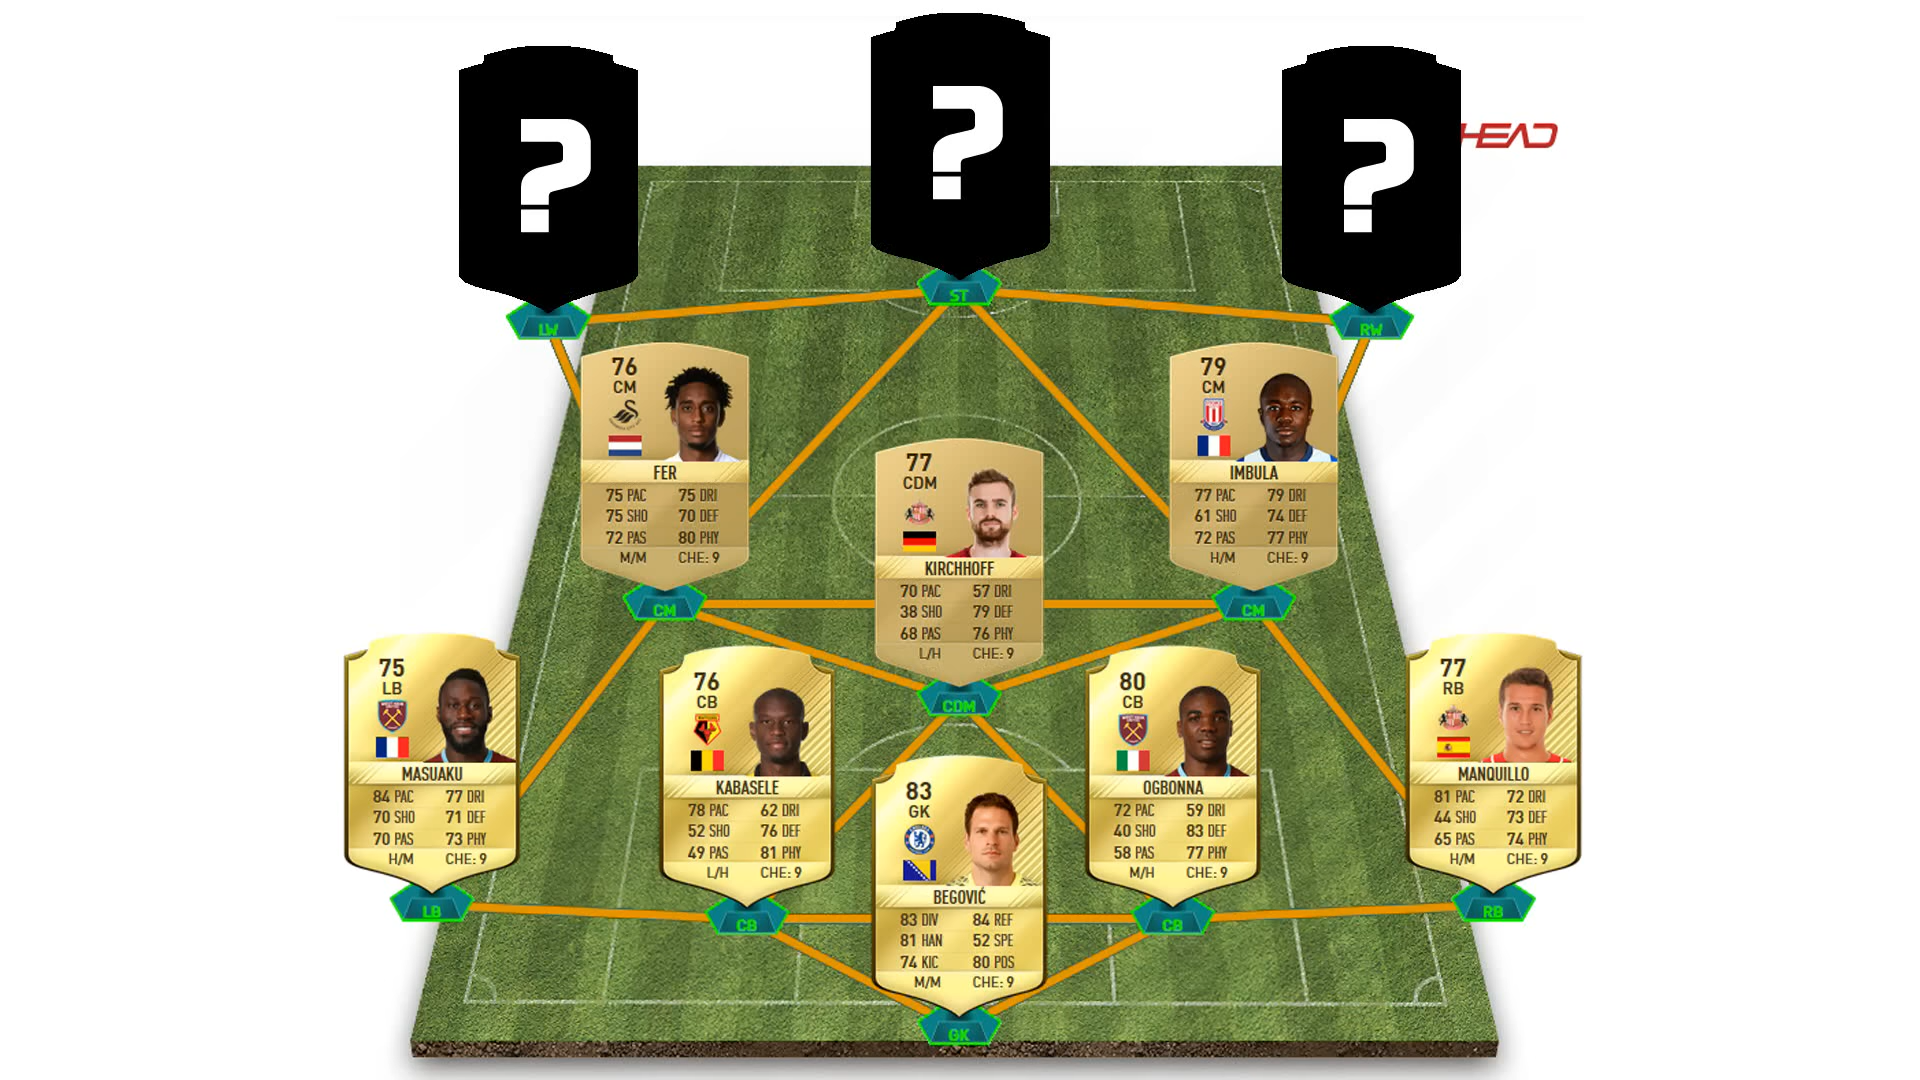 ?
?
?
HEAD
ST
LW
RW
76
CM
FER
75 PAC 75 DRI
75 SHO 70 DEF
72 PAS 80 PHY
M/M CHE: 9
CM
79
CM
IMBULA
77 PAC 79 DRI
61 SHO 74 DEF
72 PAS 77 PHY
H/M CHE: 9
CM
77
CDM
KIRCHHOFF
70 PAC 57 DRI
38 SHO 79 DEF
68 PAS 76 PHY
L/H CHE: 9
CDM
75
LB
MASUAKU
84 PAC 77 DRI
70 SHO 71 DEF
70 PAS 73 PHY
H/M CHE: 9
LB
76
CB
KABASELE
78 PAC 62 DRI
52 SHO 76 DEF
49 PAS 81 PHY
L/H CHE: 9
CB
83
GK
BEGOVIĆ
83 DIV 84 REF
81 HAN 52 SPE
74 KIC 80 POS
M/M CHE: 9
GK
80
CB
OGBONNA
72 PAC 59 DRI
40 SHO 83 DEF
58 PAS 77 PHY
M/H CHE: 9
CB
77
RB
MANQUILLO
81 PAC 72 DRI
44 SHO 73 DEF
65 PAS 74 PHY
H/M CHE: 9
RB